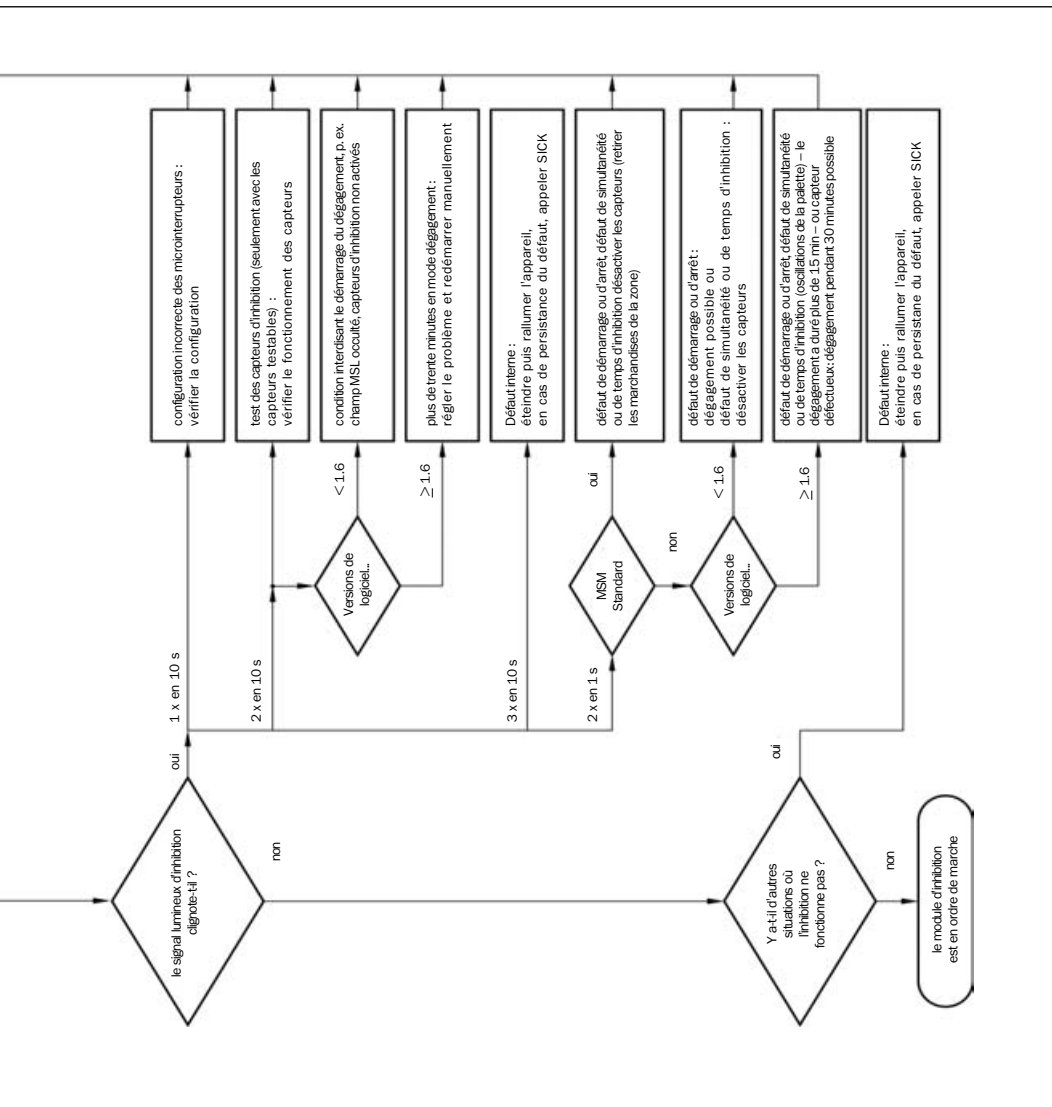 le signal lumineux d'inhibition
clignote-t-il ?
oui
non
1 x en 10 s
configuration incorrecte des microinterrupteurs :
vérifier la configuration
2 x en 10 s
test des capteurs d'inhibition (seulement avec les
capteurs testables) :
vérifier le fonctionnement des capteurs
Versions de
logiciel...
< 1.6
condition interdisant le démarrage du dégagement, p. ex.
champ MSL occulté, capteurs d'inhibition non activés
≥ 1.6
plus de trente minutes en mode dégagement :
régler le problème et redémarrer manuellement
3 x en 10 s
Défaut interne :
éteindre puis rallumer l'appareil,
en cas de persistance du défaut, appeler SICK
2 x en 1 s
MSM
Standard
oui
défaut de démarrage ou d'arrêt, défaut de simultanéité
ou de temps d'inhibition désactiver les capteurs (retirer
les marchandises de la zone)
non
Versions de
logiciel...
< 1.6
défaut de démarrage ou d'arrêt :
dégagement possible ou
défaut de simultanéité ou de temps d'inhibition :
désactiver les capteurs
≥ 1.6
défaut de démarrage ou d'arrêt, défaut de simultanéité
ou de temps d'inhibition (oscillations de la palette) – le
dégagement a duré plus de 15 min – ou capteur
défectueux: dégagement pendant 30 minutes possible
Y a-t-il d'autres
situations où
l'inhibition ne
fonctionne pas ?
oui
Défaut interne :
éteindre puis rallumer l'appareil,
en cas de persistane du défaut, appeler SICK
non
le module d'inhibition
est en ordre de marche